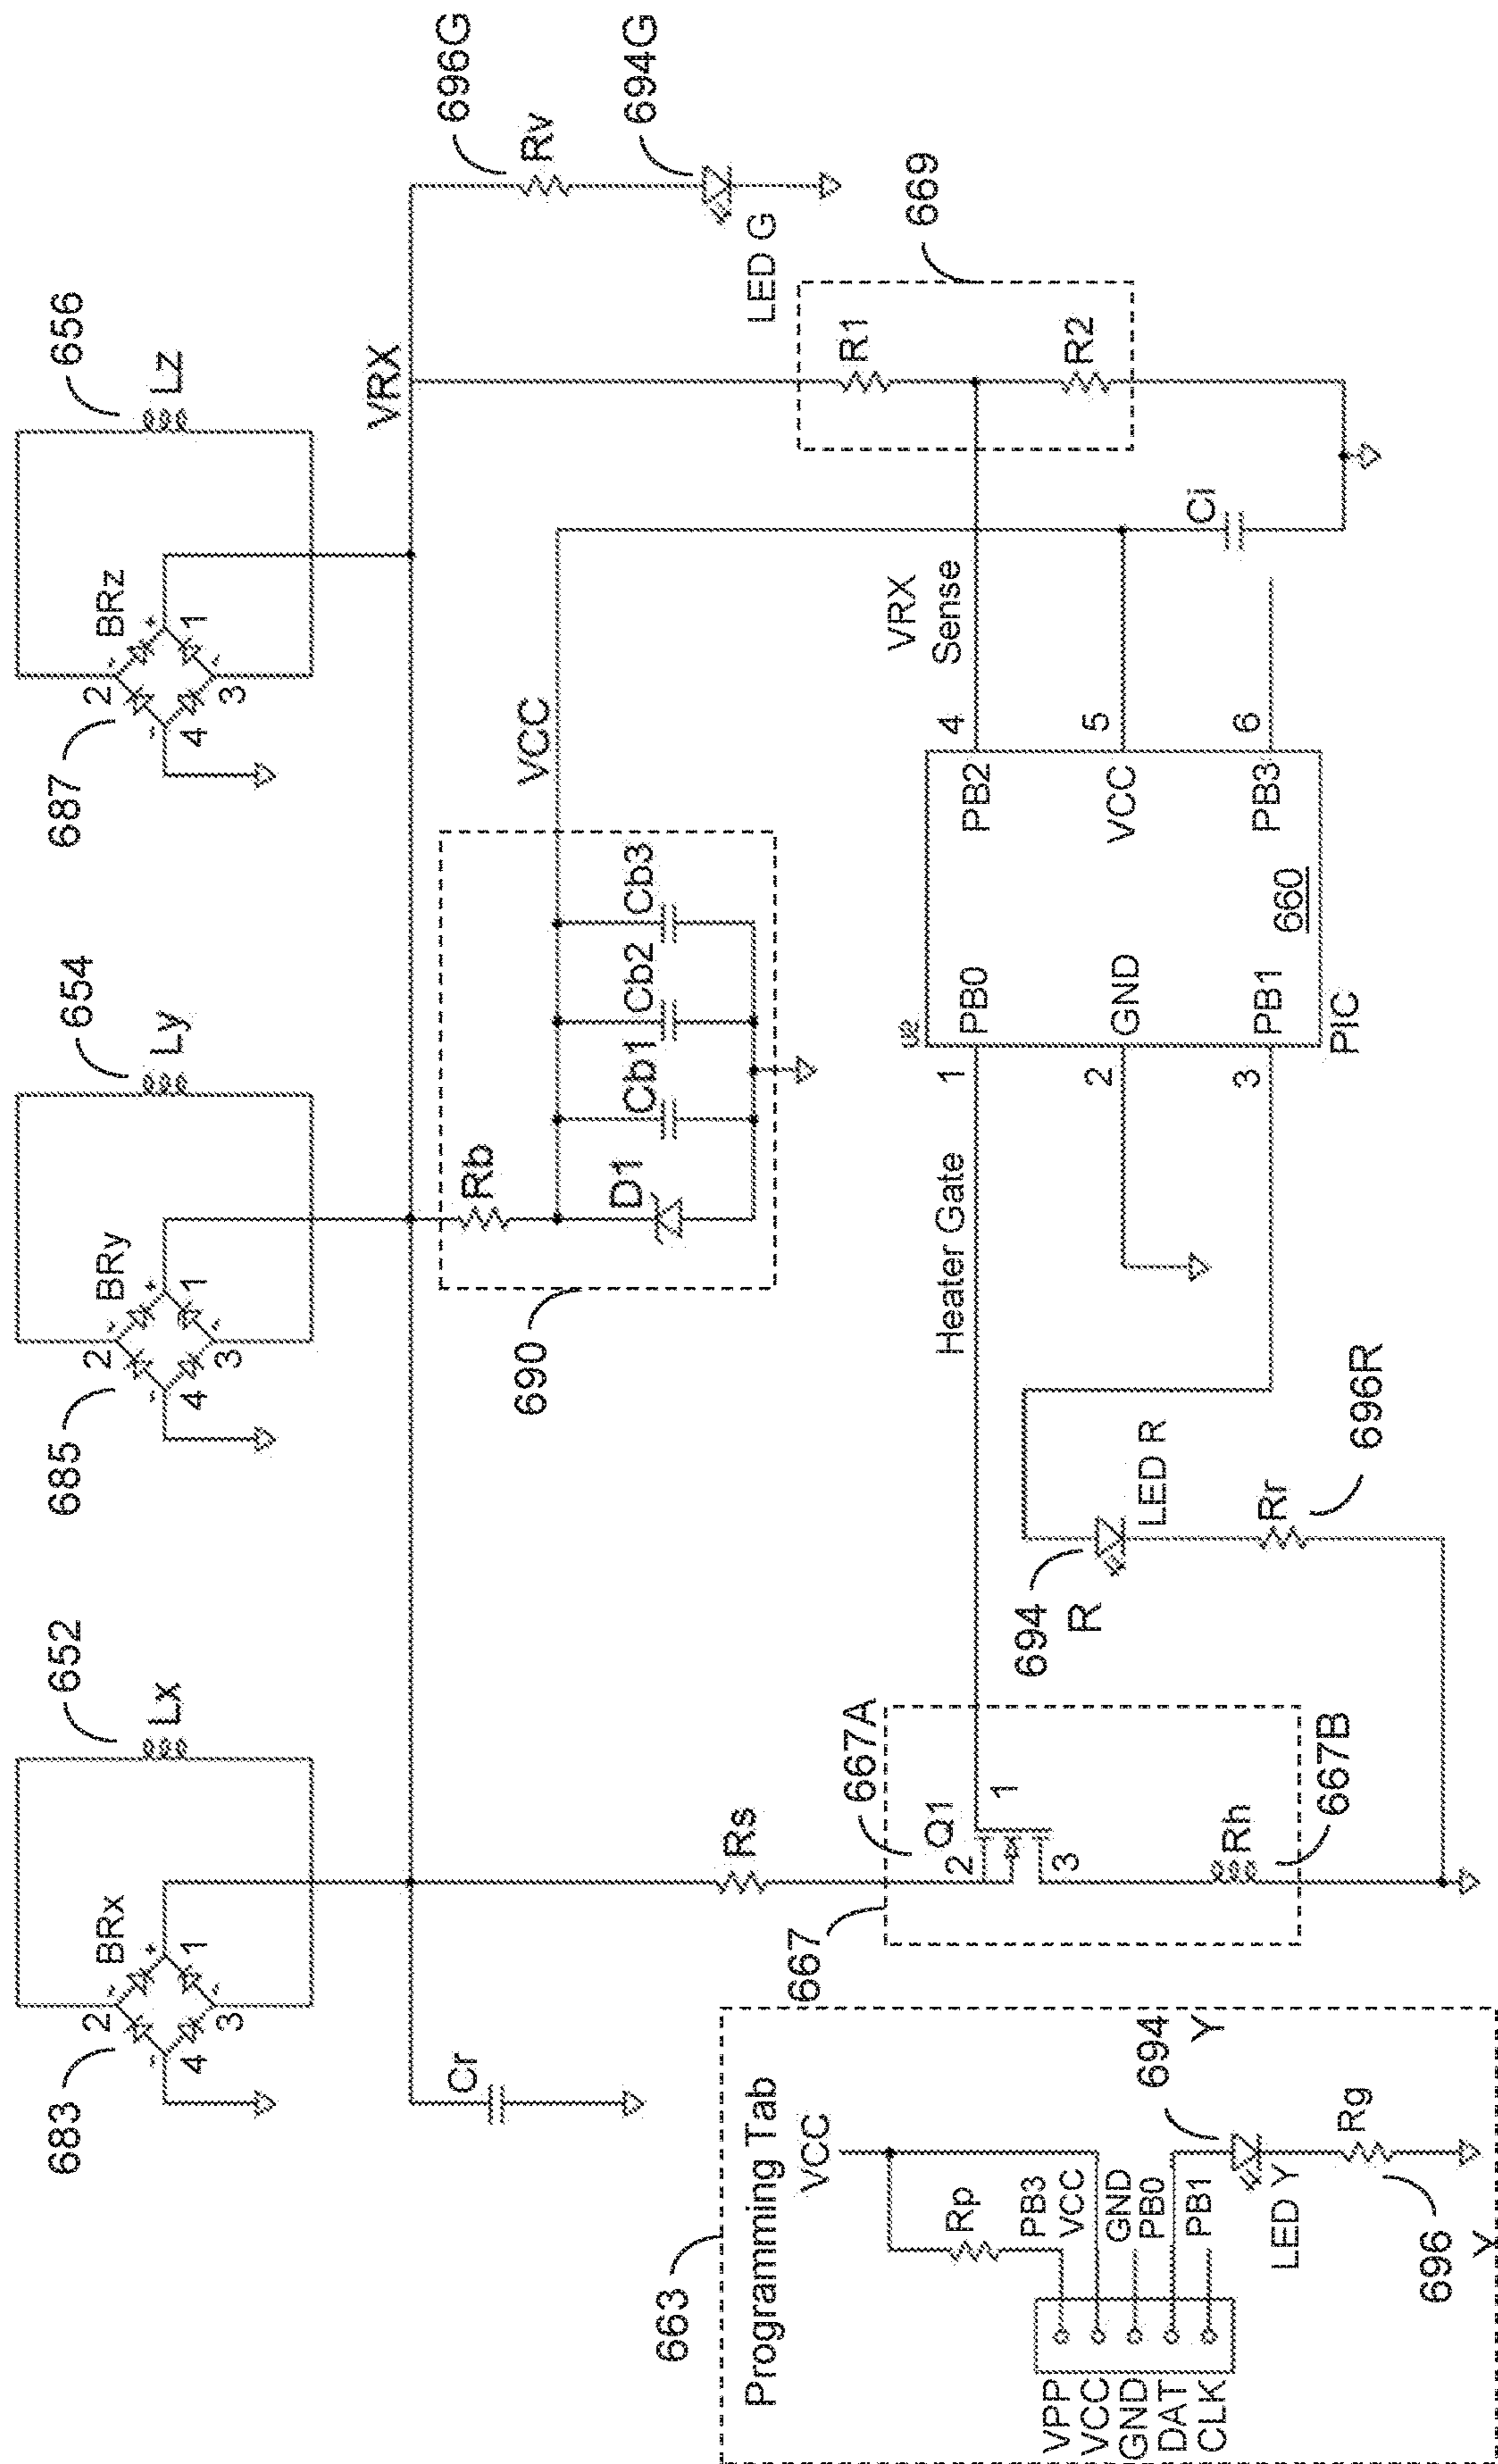 683
BRx
2
+
1
-
4
3
652
Lx
685
BRy
2
+
1
-
4
3
654
Ly
687
BRz
2
+
1
-
4
3
656
Lz
VRX
Cr
Rs
690
Rb
D1
Cb1
Cb2
Cb3
VCC
696G
Rv
694G
LED G
669
R1
R2
VRX
Sense
Ci
667
667A
Q1
2
1
3
Rh
667B
Heater Gate
694
R
LED R
Rr
696R
U2
1
PB0
PB2
4
2
GND
VCC
5
3
PB1
PB3
6
660
PIC
663
Programming Tab
VCC
Rp
VPP
PB3
VCC
VCC
GND
GND
DAT
PB0
CLK
PB1
694
Y
LED Y
Rg
696
Y